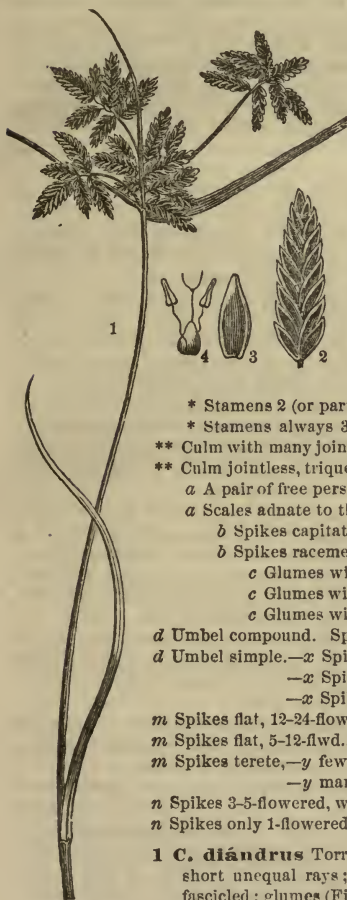 1
4 3 2
* Stamens 2 (or par
* Stamens always 3
** Culm with many join
** Culm jointless, trique
a A pair of free pers
a Scales adnate to th
b Spikes capitat
b Spikes raceme
c Glumes wi
c Glumes wi
c Glumes wi
d Umbel compound. Sp
d Umbel simple.—x Spi
—x Spi
—x Spi
m Spikes flat, 12-24-flow
m Spikes flat, 5-12-flwd.
m Spikes terete,—y few
—y man
n Spikes 3-5-flowered, w
n Spikes only 1-flowered
1 C. diándrus Torr
short unequal rays;
fascicled; glumes (Fi